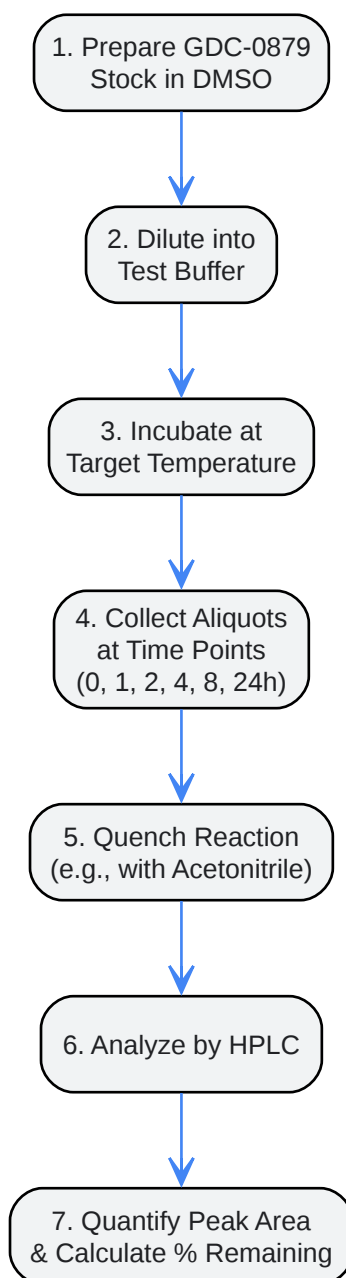 1. Prepare GDC-0879
Stock in DMSO
2. Dilute into
Test Buffer
3. Incubate at
Target Temperature
4. Collect Aliquots
at Time Points
(0, 1, 2, 4, 8, 24h)
5. Quench Reaction
(e.g., with Acetonitrile)
6. Analyze by HPLC
7. Quantify Peak Area
& Calculate % Remaining